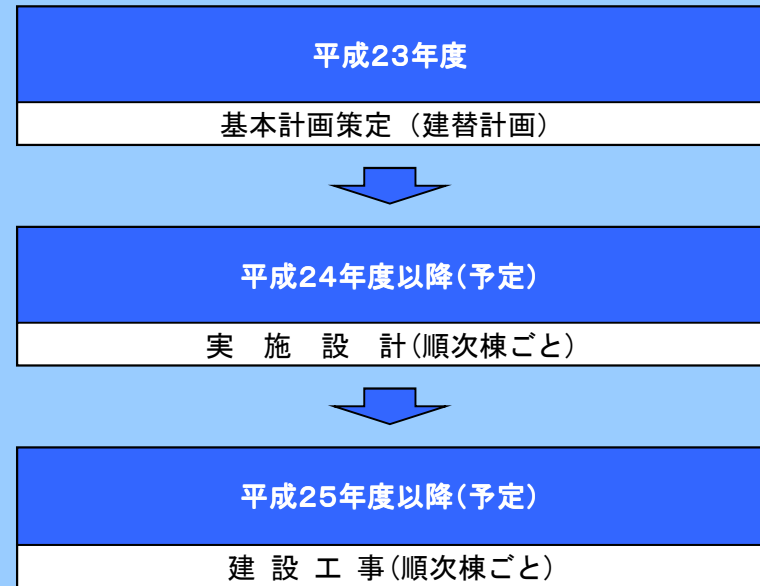 平成23年度
基本計画策定（建替計画）
平成24年度以降(予定)
実　施　設　計(順次棟ごと)
平成25年度以降(予定)
建 設 工 事(順次棟ごと)